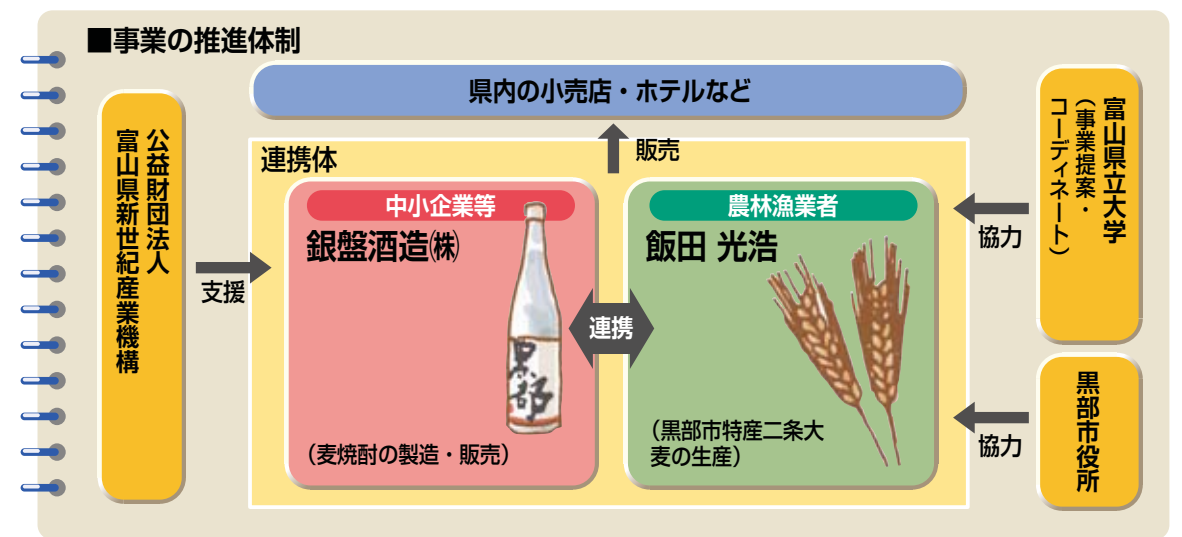 ■事業の推進体制
県内の小売店・ホテルなど
販売
公益財団法人
富山県新世紀産業機構
支援
連携体
中小企業等
銀盤酒造㈱
黒部
（麦焼酎の製造・販売）
連携
農林漁業者
飯田 光浩
（黒部市特産二条大
麦の生産）
富山県立大学
（事業提案・
コーディネート）
協力
黒部市役所
協力